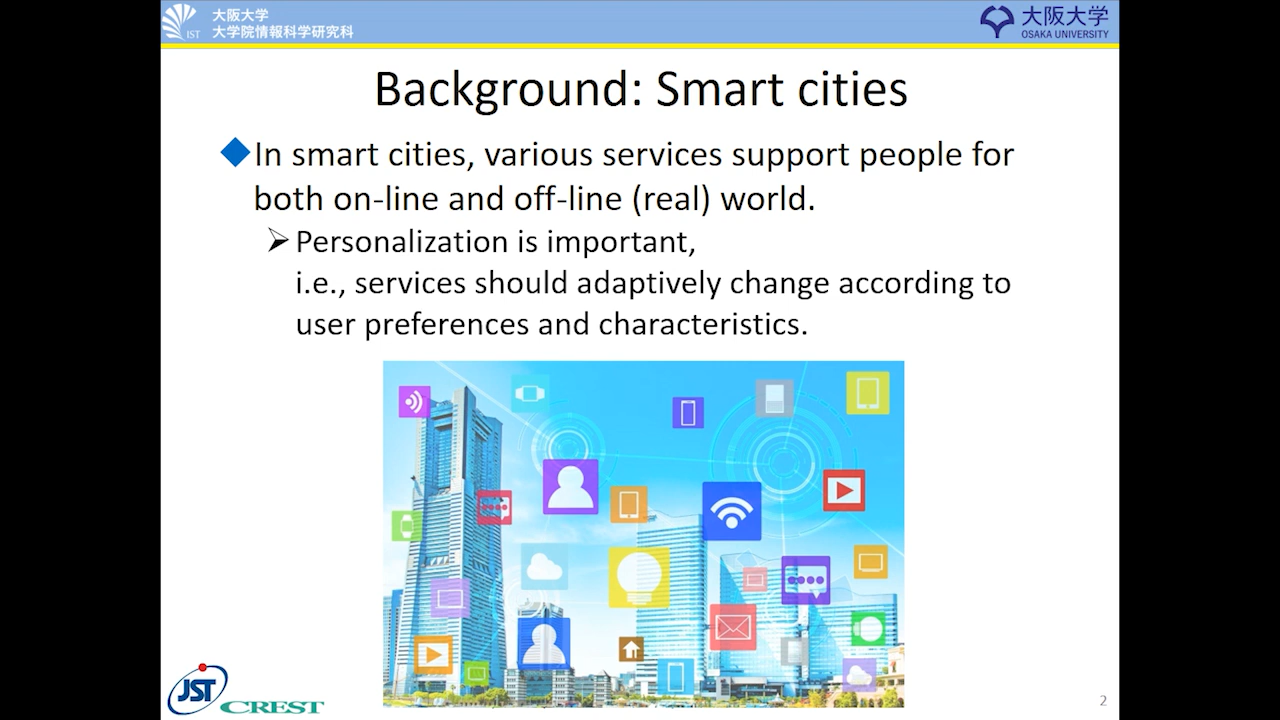 大阪大学
大学院情報科学研究科
IST
大阪大学
OSAKA UNIVERSITY
Background: Smart cities
In smart cities, various services support people for
both on-line and off-line (real) world.
Personalization is important,
i.e., services should adaptively change according to
user preferences and characteristics.
JST
CREST
2